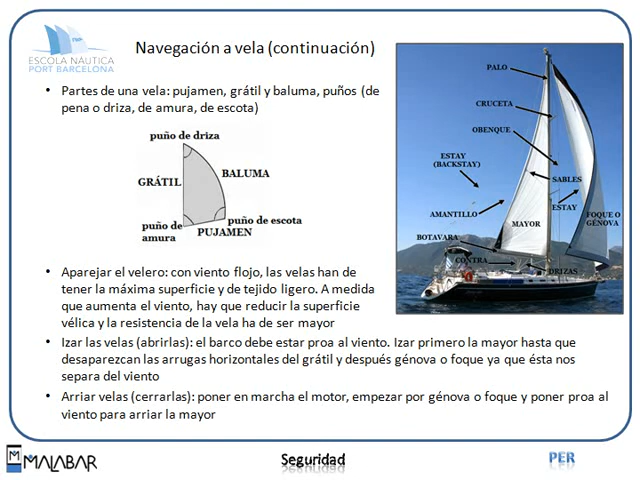 ESCOLA NÁUTICA
PORT BARCELONA
Navegación a vela (continuación)
• Partes de una vela: pujamen, grátil y baluma, puños (de
pena o driza, de amura, de escota)
puño de driza
GRÁTIL
BALUMA
puño de
amura
puño de escota
PUJAMEN
PALO
CRUCETA
OBENQUE
ESTAY
(BACKSTAY)
SABLES
ESTAY
AMANTILLO
FOQUE O
GÉNOVA
MAYOR
BOTAVARA
CONTRA
DRIZAS
• Aparejar el velero: con viento flojo, las velas han de
tener la máxima superficie y de tejido ligero. A medida
que aumenta el viento, hay que reducir la superficie
vélica y la resistencia de la vela ha de ser mayor
• Izar las velas (abrirlas): el barco debe estar proa al viento. Izar primero la mayor hasta que
desaparezcan las arrugas horizontales del grátil y después génova o foque ya que ésta nos
separa del viento
• Arriar velas (cerrarlas): poner en marcha el motor, empezar por génova o foque y poner proa al
viento para arriar la mayor
MALABAR
Seguridad
PER